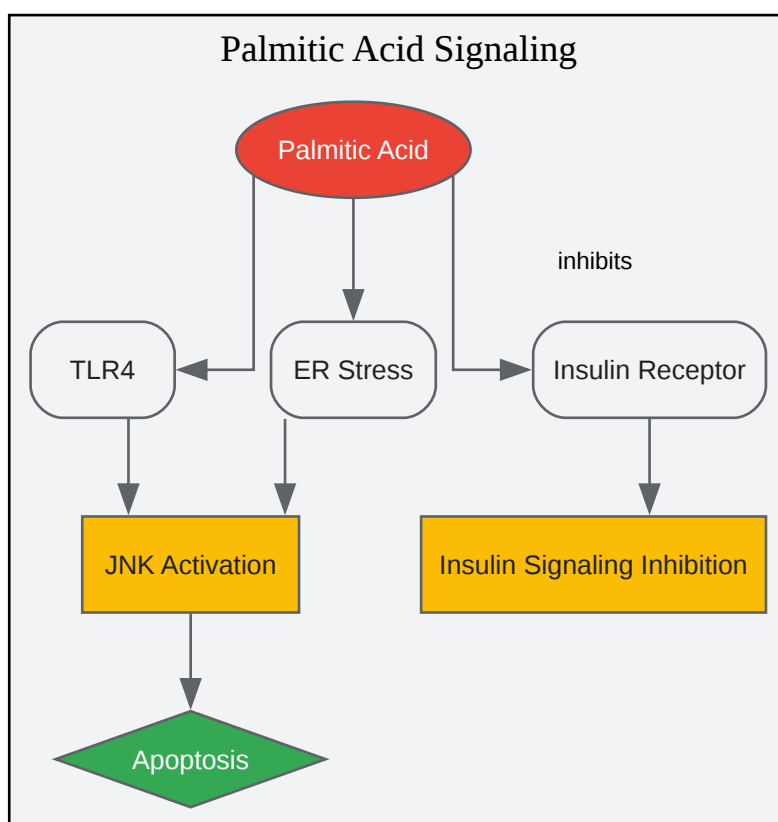 Palmitic Acid Signaling
Palmitic Acid
inhibits
TLR4
ER Stress
Insulin Receptor
JNK Activation
Insulin Signaling Inhibition
Apoptosis